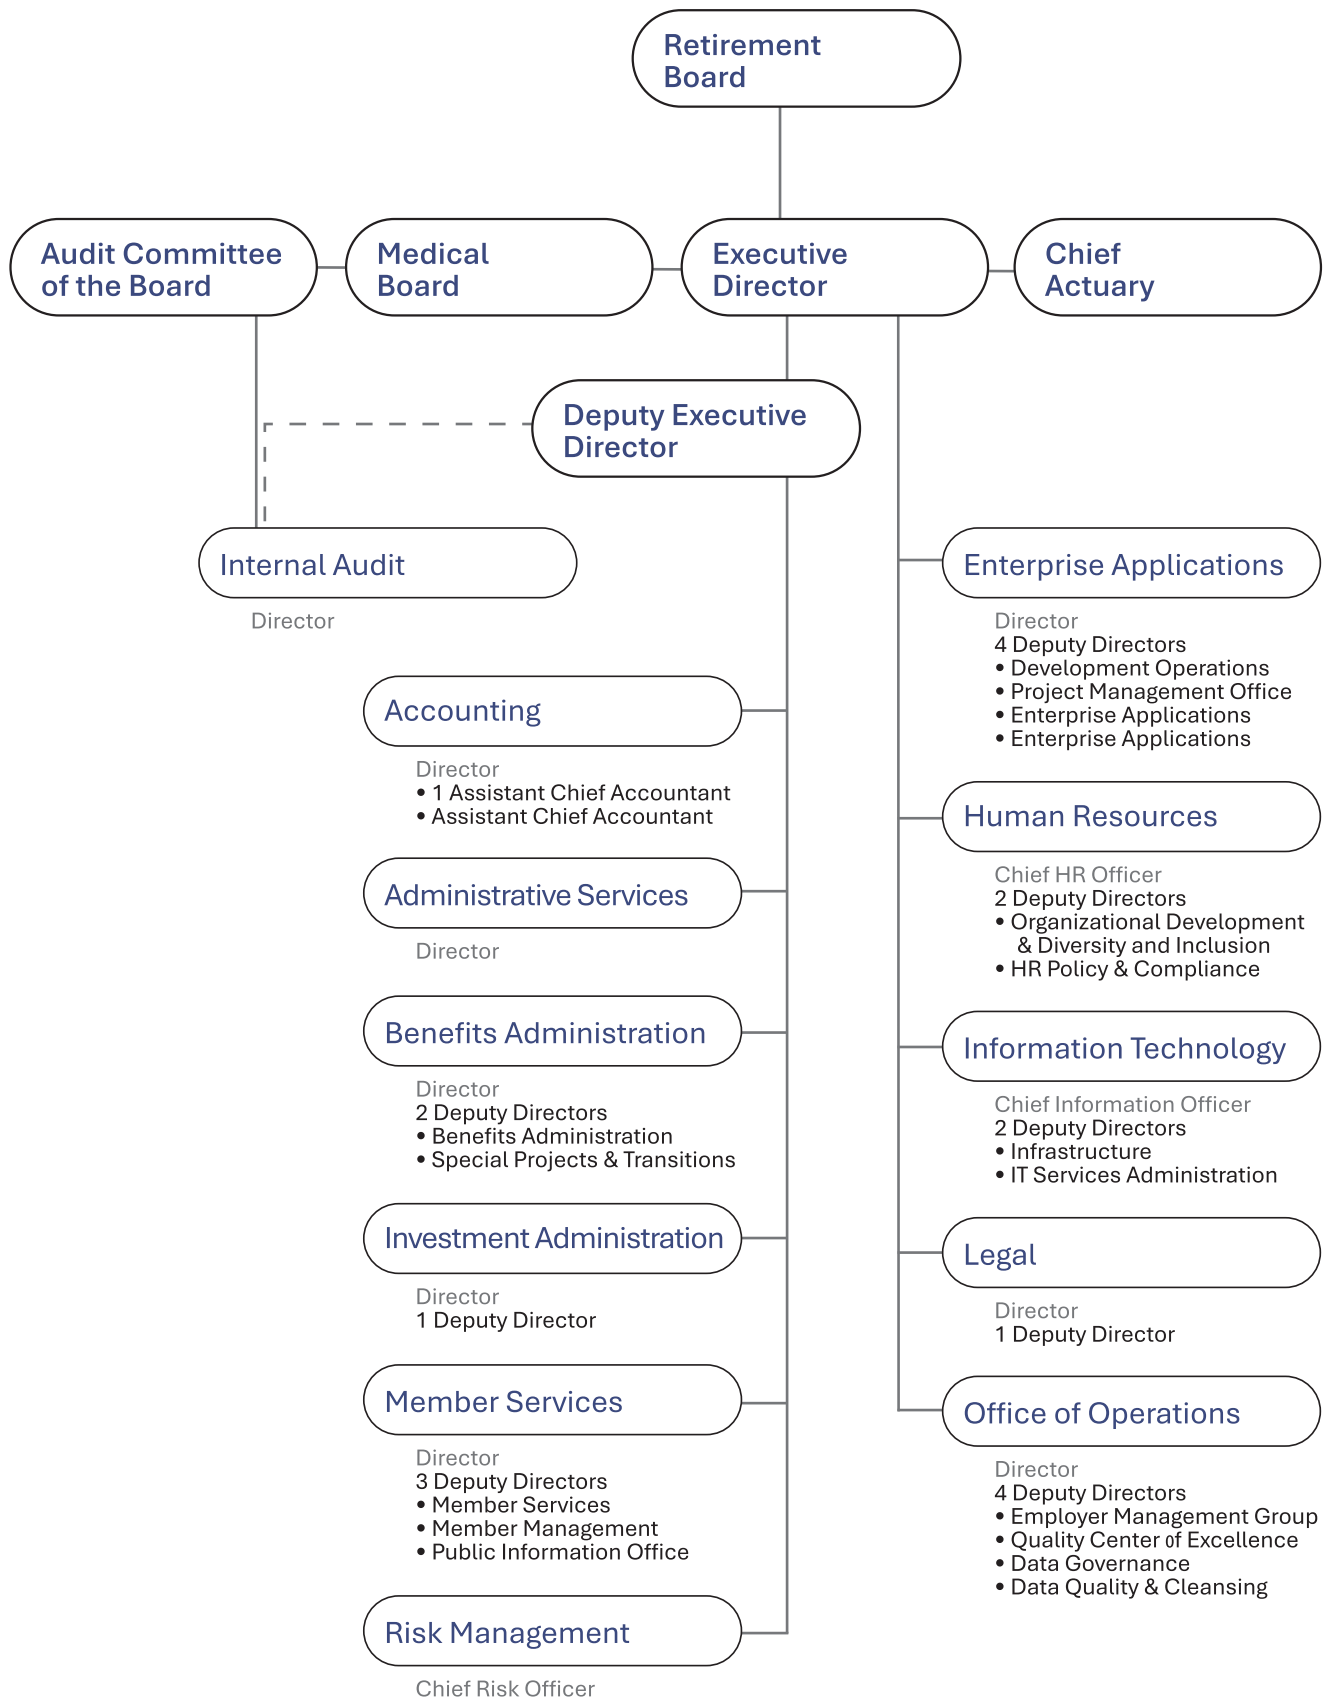 Retirement
Board
Audit Committee
of the Board
Medical
Board
Executive
Director
Chief
Actuary
Deputy Executive
Director
Internal Audit
Director
Accounting
Director
• 1 Assistant Chief Accountant
• Assistant Chief Accountant
Administrative Services
Director
Benefits Administration
Director
2 Deputy Directors
• Benefits Administration
• Special Projects & Transitions
Investment Administration
Director
1 Deputy Director
Member Services
Director
3 Deputy Directors
• Member Services
• Member Management
• Public Information Office
Risk Management
Chief Risk Officer
Enterprise Applications
Director
4 Deputy Directors
• Development Operations
• Project Management Office
• Enterprise Applications
• Enterprise Applications
Human Resources
Chief HR Officer
2 Deputy Directors
• Organizational Development
& Diversity and Inclusion
• HR Policy & Compliance
Information Technology
Chief Information Officer
2 Deputy Directors
• Infrastructure
• IT Services Administration
Legal
Director
1 Deputy Director
Office of Operations
Director
4 Deputy Directors
• Employer Management Group
• Quality Center 0f Excellence
• Data Governance
• Data Quality & Cleansing